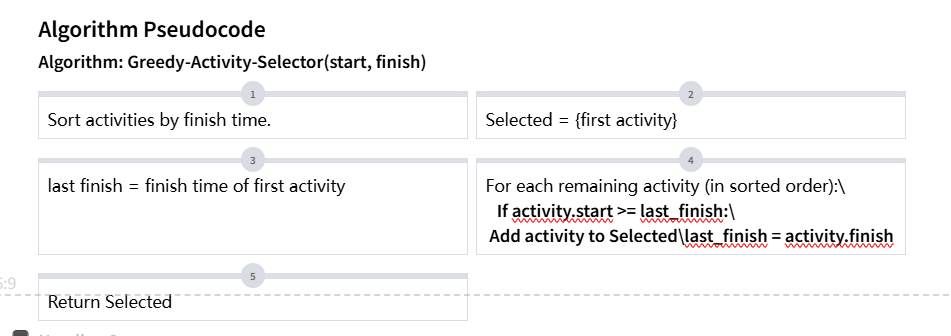 Algorithm Pseudocode
Algorithm: Greedy-Activity-Selector(start, finish)
1
Sort activities by finish time.
2
Selected = {first activity}
3
last finish = finish time of first activity
4
For each remaining activity (in sorted order):\
If activity.start >= last_finish:\
Add activity to Selected\last_finish = activity.finish
5
Return Selected